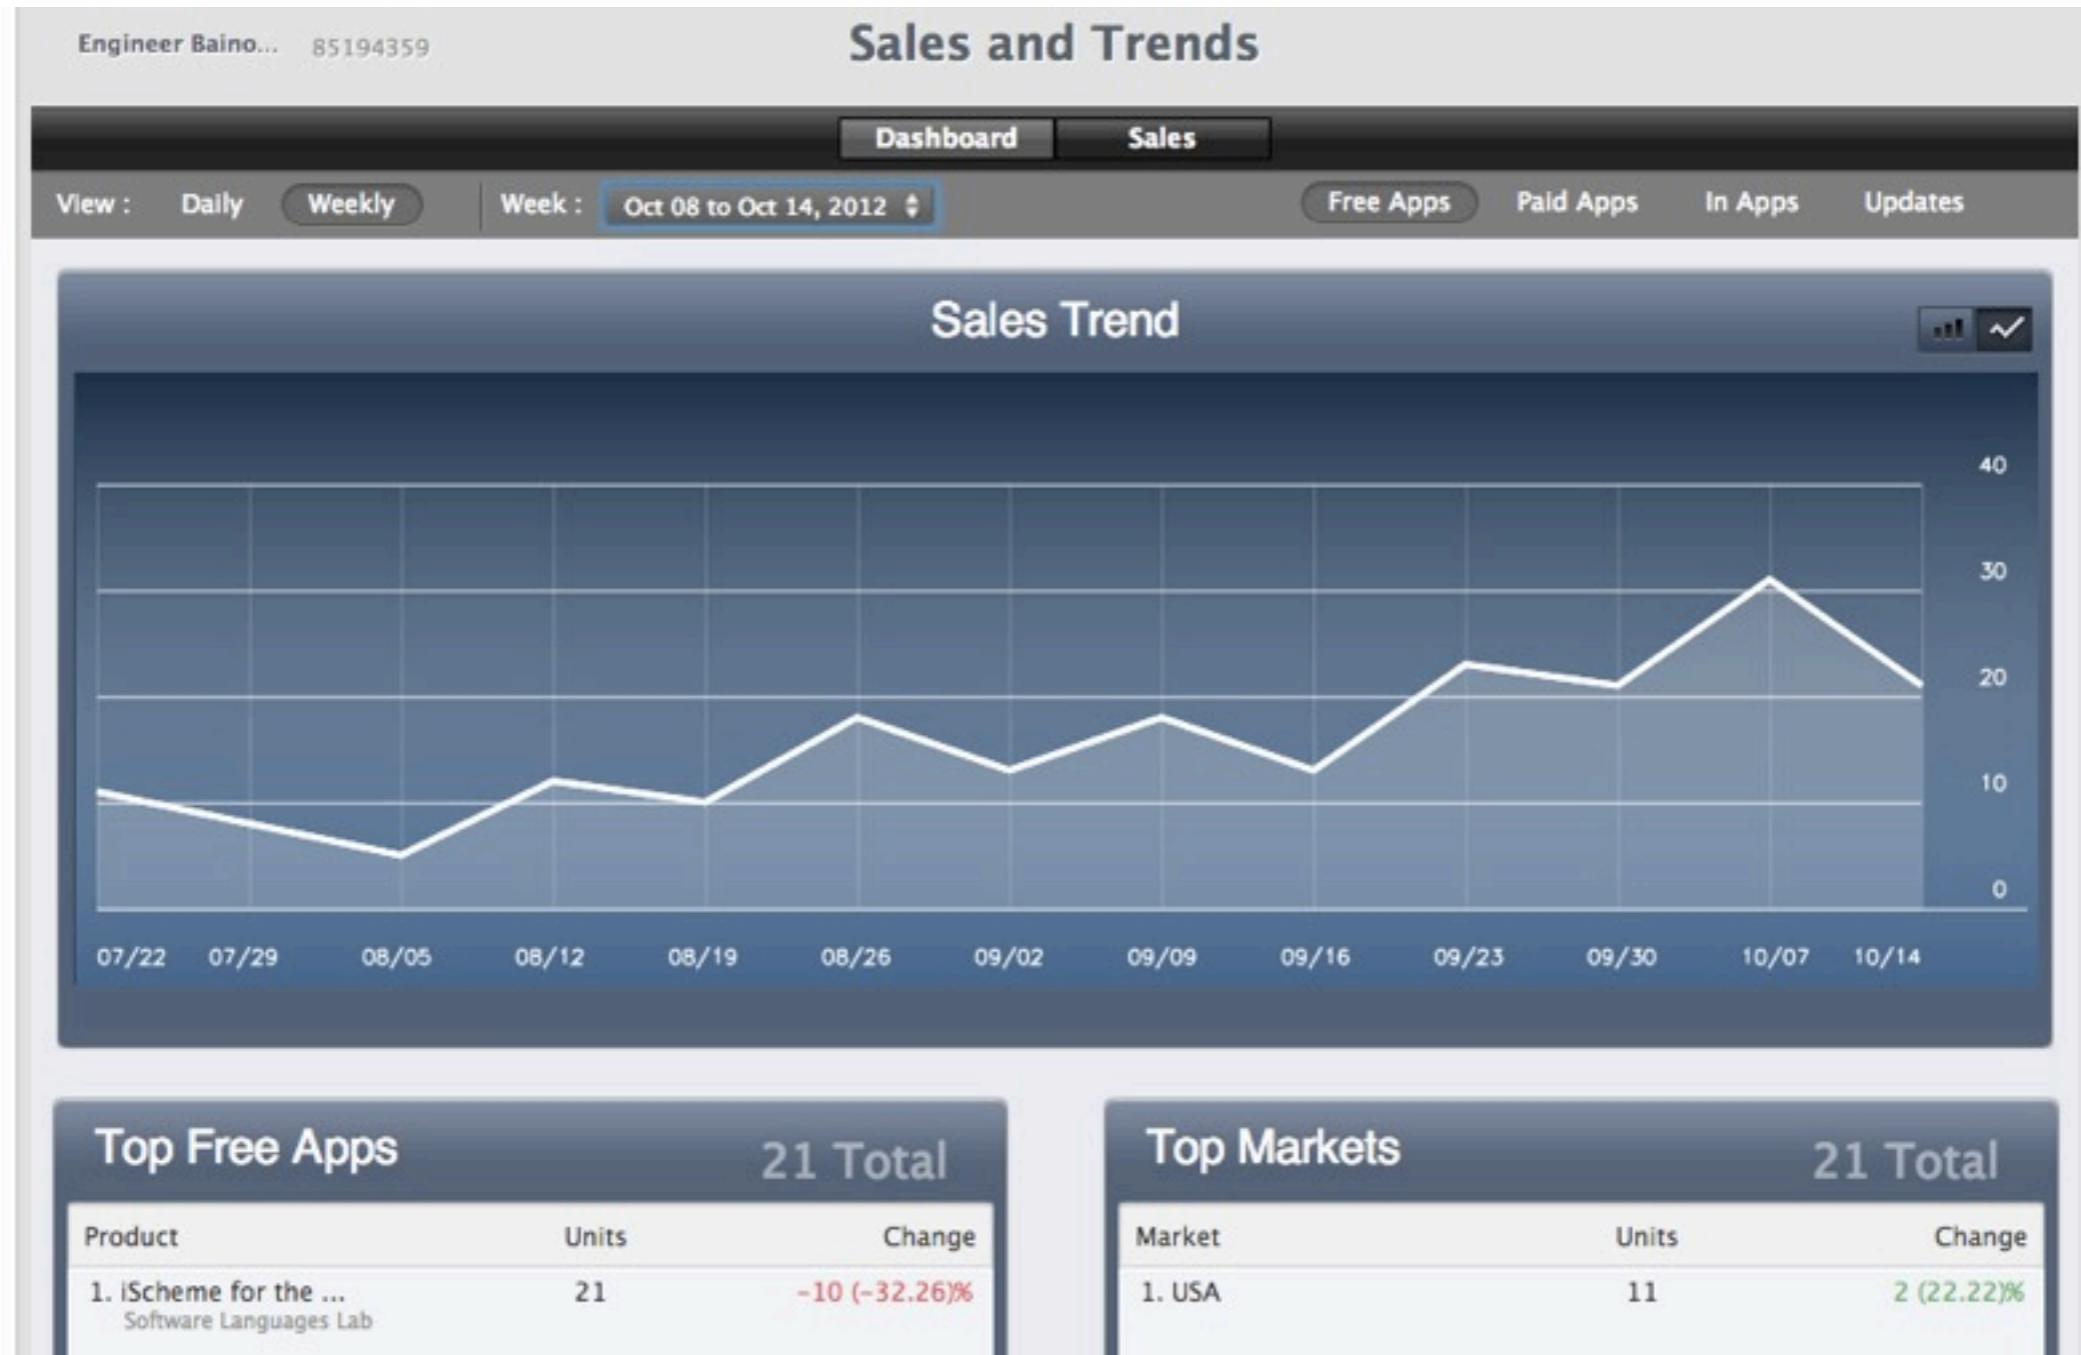 Engineer Baino... 85194359
Sales and Trends
Dashboard Sales
View : Daily Weekly Week : Oct 08 to Oct 14, 2012 Free Apps Paid Apps In Apps Updates
Sales Trend
40
30
20
10
0
07/22 07/29 08/05 08/12 08/19 08/26 09/02 09/09 09/16 09/23 09/30 10/07 10/14
Top Free Apps 21 Total
Product Units Change
1. iScheme for the ... 21 -10 (-32.26)%
Software Languages Lab
Top Markets 21 Total
Market Units Change
1. USA 11 2 (22.22)%